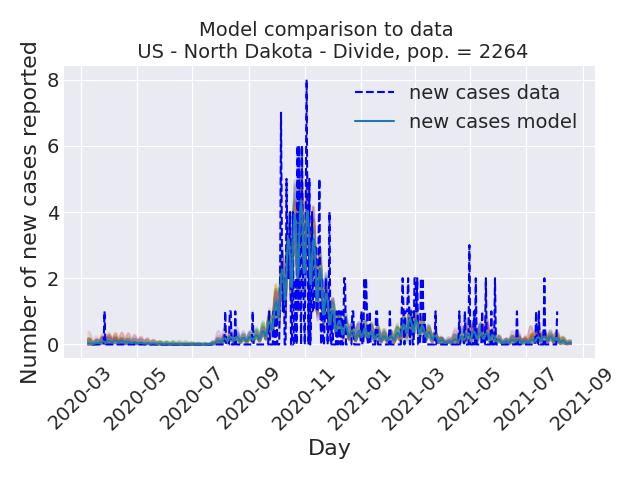 Model comparison to data
US - North Dakota - Divide, pop. = 2264
Number of new cases reported
8
6
4
2
0
new cases data
new cases model
2020-03
2020-05
2020-07
2020-09
2020-11
2021-01
2021-03
2021-05
2021-07
2021-09
Day